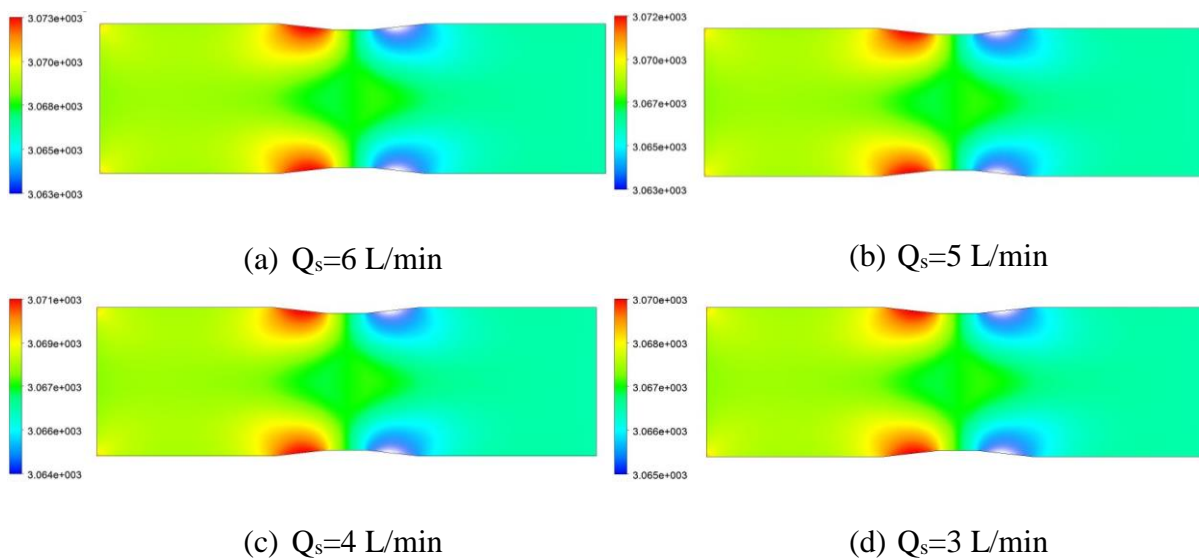 3.073e+003
3.070e+003
3.068e+003
3.065e+003
3.063e+003
(a) Qs=6 L/min
3.072e+003
3.070e+003
3.067e+003
3.065e+003
3.063e+003
(b) Qs=5 L/min
3.071e+003
3.069e+003
3.067e+003
3.066e+003
3.064e+003
(c) Qs=4 L/min
3.070e+003
3.068e+003
3.067e+003
3.066e+003
3.065e+003
(d) Qs=3 L/min